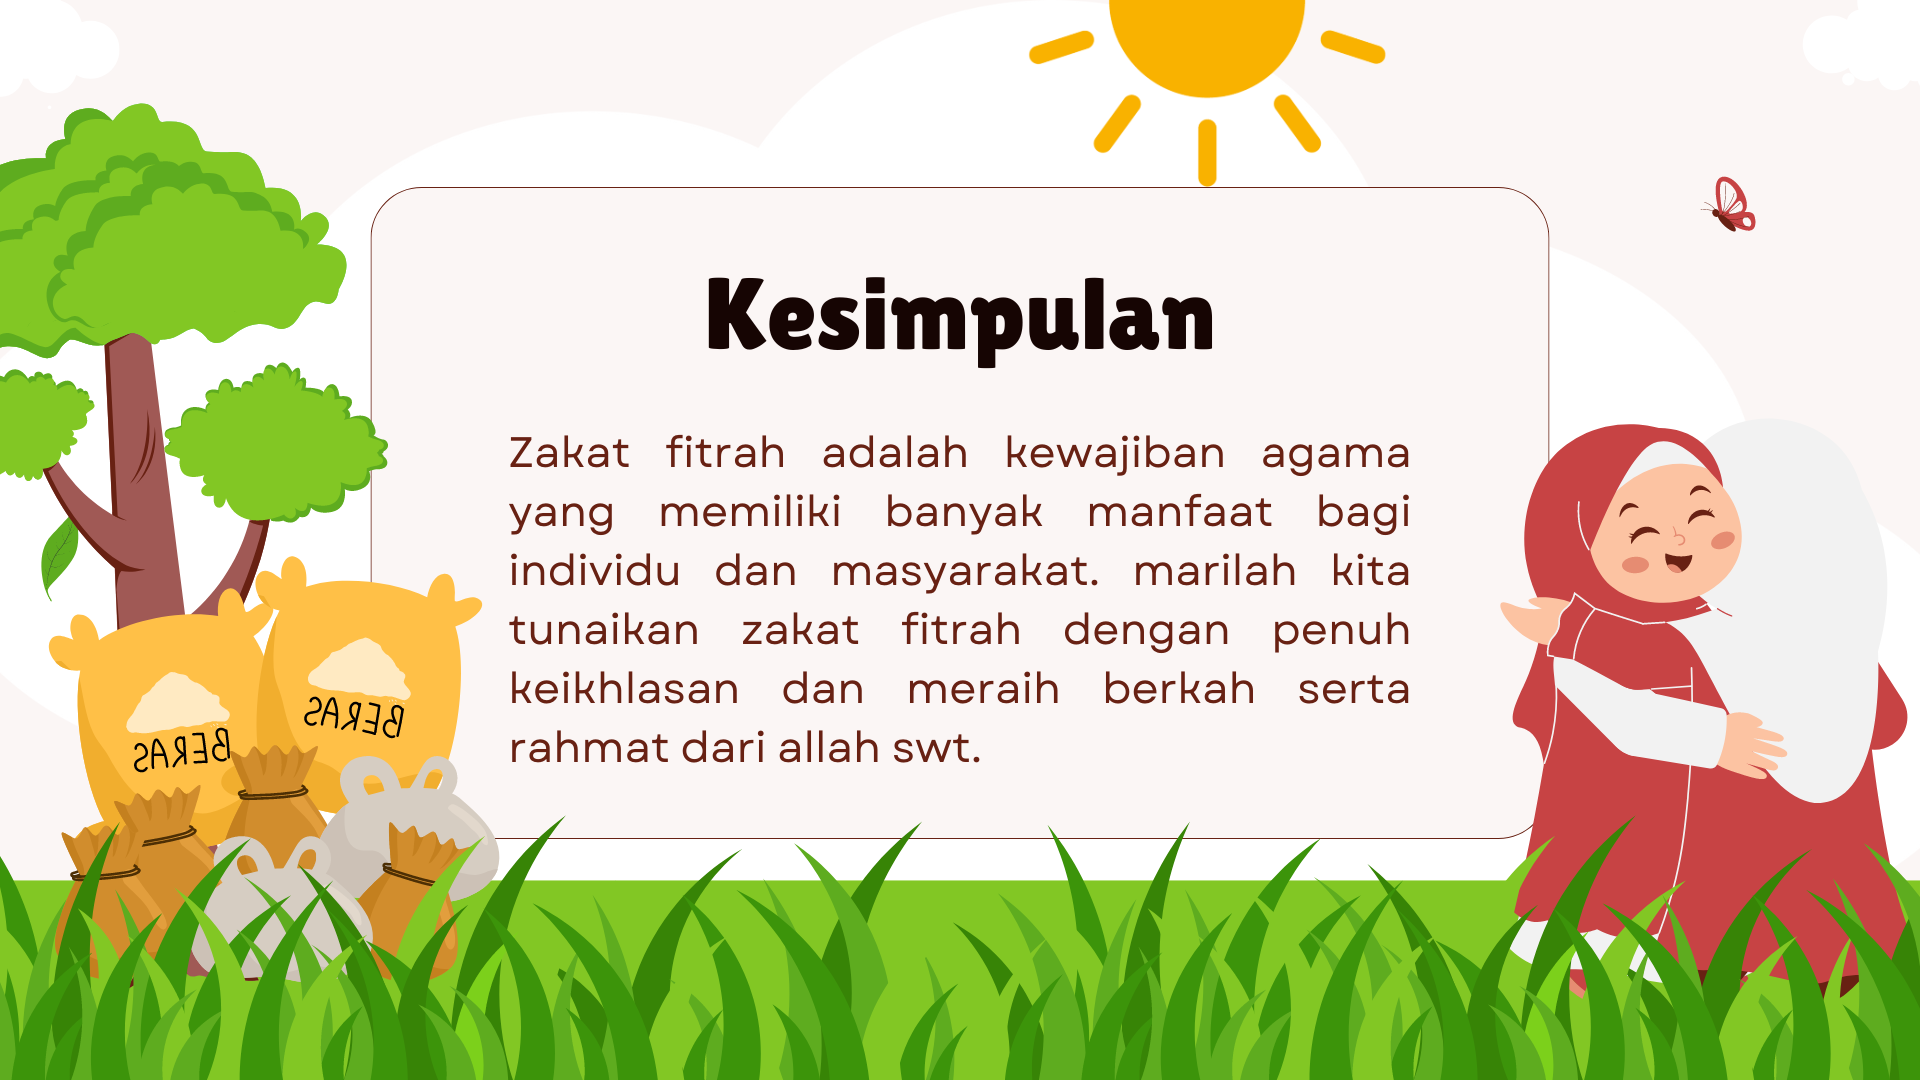 Kesimpulan
Zakat fitrah adalah kewajiban agama
yang memiliki banyak manfaat bagi
individu dan masyarakat. marilah kita
tunaikan zakat fitrah dengan penuh
keikhlasan dan meraih berkah serta
rahmat dari allah swt.
BERAS
BERAS